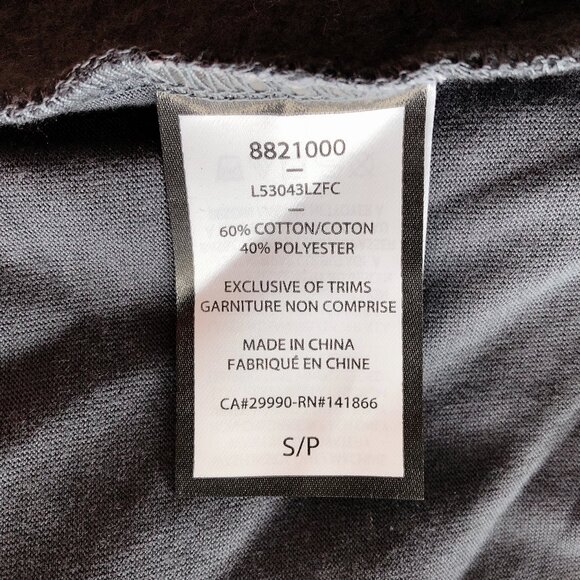 8821000
L53043LZFC
60% COTTON/COTON
40% POLYESTER
EXCLUSIVE OF TRIMS
GARNITURE NON COMPRISE
MADE IN CHINA
FABRIQUÉ EN CHINE
CA#29990-RN#141866
S/P